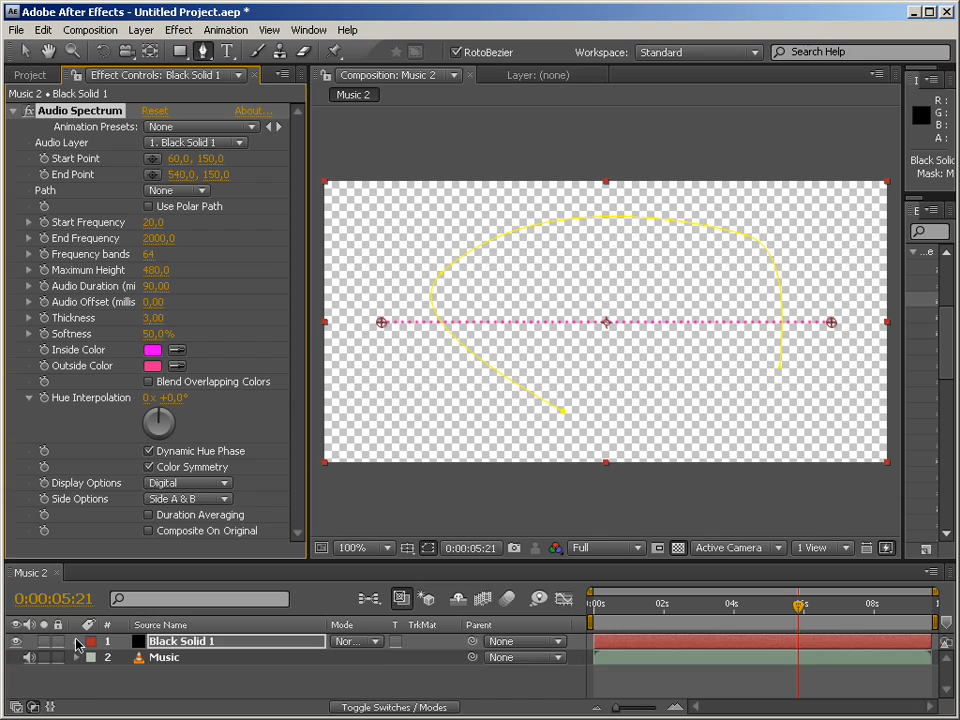 Adobe After Effects - Untitled Project.aep *
File Edit Composition Layer Effect Animation View Window Help
RotoBezier Workspace: Standard Search Help
Project Effect Controls: Black Solid 1 Composition: Music 2 Layer: (none)
Music 2 • Black Solid 1
Music 2
fx Audio Spectrum Reset About...
Animation Presets: None
Audio Layer 1. Black Solid 1
Start Point 60,0, 150,0
End Point 540,0, 150,0
Path None
Use Polar Path
Start Frequency 20,0
End Frequency 2000,0
Frequency bands 64
Maximum Height 480,0
Audio Duration (mi 90,00
Audio Offset (millis 0,00
Thickness 3,00
Softness 50,0%
Inside Color
Outside Color
Blend Overlapping Colors
Hue Interpolation 0x +0,0°
Dynamic Hue Phase
Color Symmetry
Display Options Digital
Side Options Side A & B
Duration Averaging
Composite On Original
R :
G :
B :
A :
Black Soli
Mask: M
...e
100% 0:00:05:21 Full Active Camera 1 View
Music 2
0:00:05:21
:00s 02s 04s 08s
# Source Name T TrkMat Parent
1 Black Solid 1 Nor... None
2 Music None
Toggle Switches / Modes